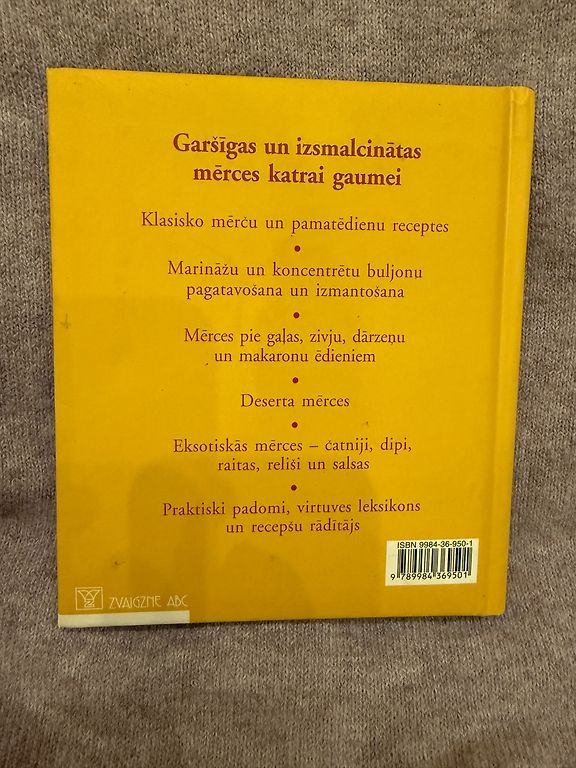 Garšīgas un izsmalcinātas
mērces katrai gaumei
Klasisko mērču un pamatēdienu receptes
•
Marināžu un koncentrētu buljonu
pagatavošana un izmantošana
•
Mērces pie gaļas, zivju, dārzeņu
un makaronu ēdieniem
•
Deserta mērces
•
Eksotiskās mērces – čatniji, dipi,
raitas, reliši un salsas
•
Praktiski padomi, virtuves leksikons
un recepšu rādītājs
ISBN 9984-36-950-1
9 789984 369501
ZVAIGZNE ABC